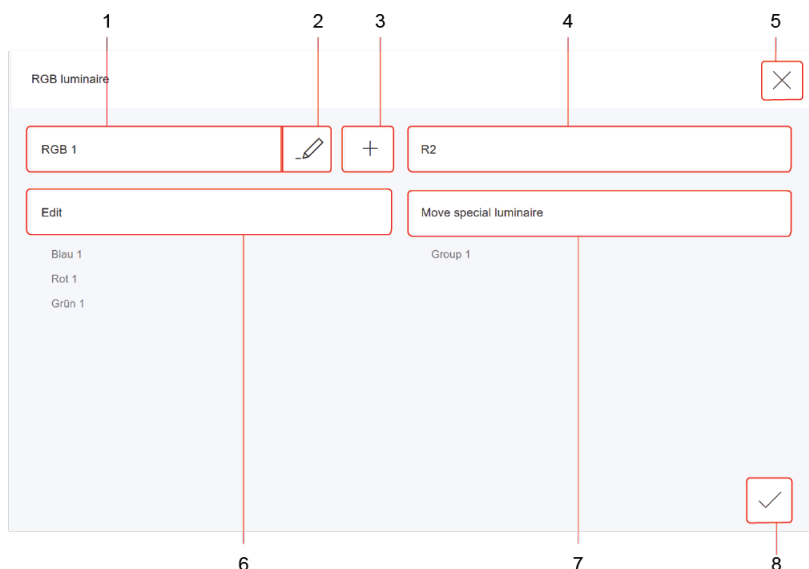 1 2 3 4 5
RGB luminaire
RGB 1
R2
Edit
Move special luminaire
Blau 1
Group 1
Rot 1
Grün 1
6 7 8